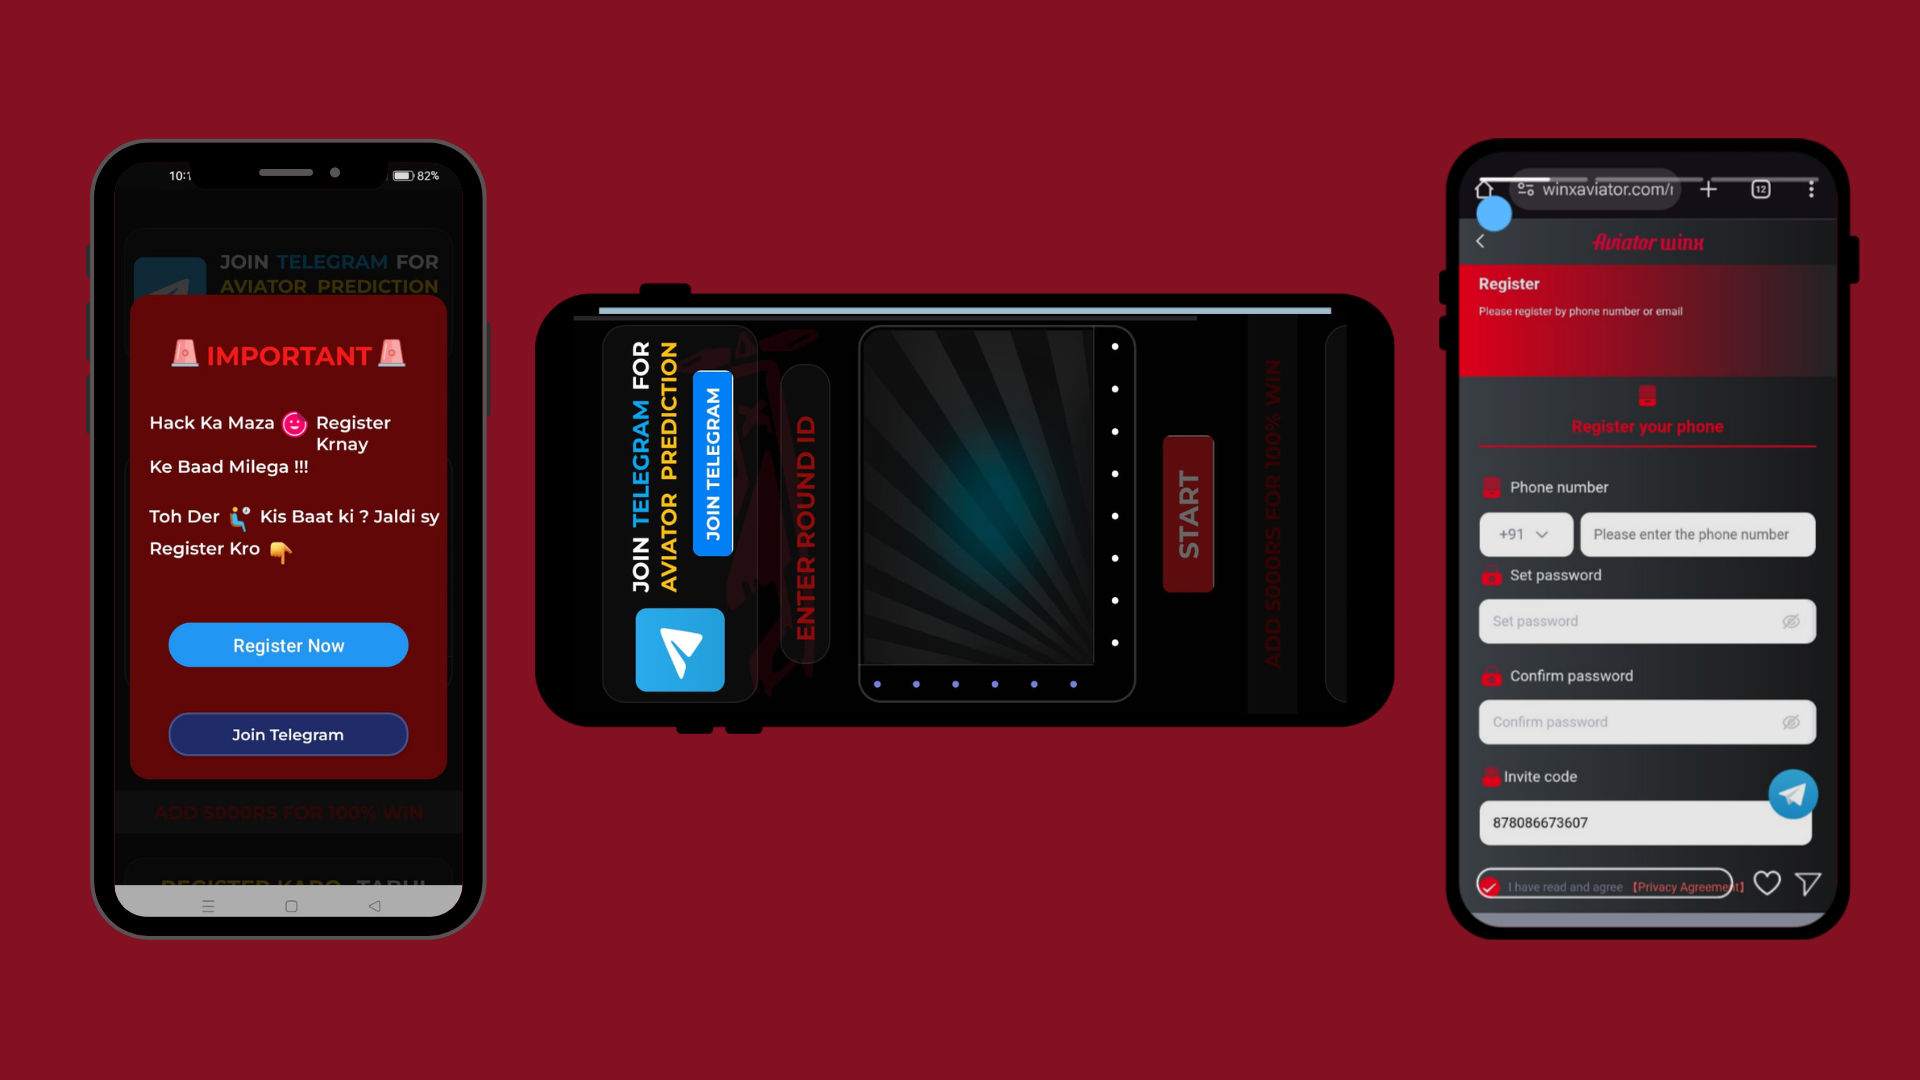 10:1
82%
JOIN TELEGRAM FOR
AVIATOR PREDICTION
IMPORTANT
Hack Ka Maza Register
Krnay
Ke Baad Milega !!!
Toh Der Kis Baat ki ? Jaldi sy
Register Kro
Register Now
Join Telegram
ADD 5000RS FOR 100% WIN
JOIN TELEGRAM FOR
AVIATOR PREDICTION
JOIN TELEGRAM
ENTER ROUND ID
START
ADD 5000RS FOR 100% WIN
winxaviator.com/
12
Aviator winx
Register
Please register by phone number or email
Register your phone
Phone number
+91
Please enter the phone number
Set password
Set password
Confirm password
Confirm password
Invite code
878086673607
I have read and agree 【Privacy Agreement】